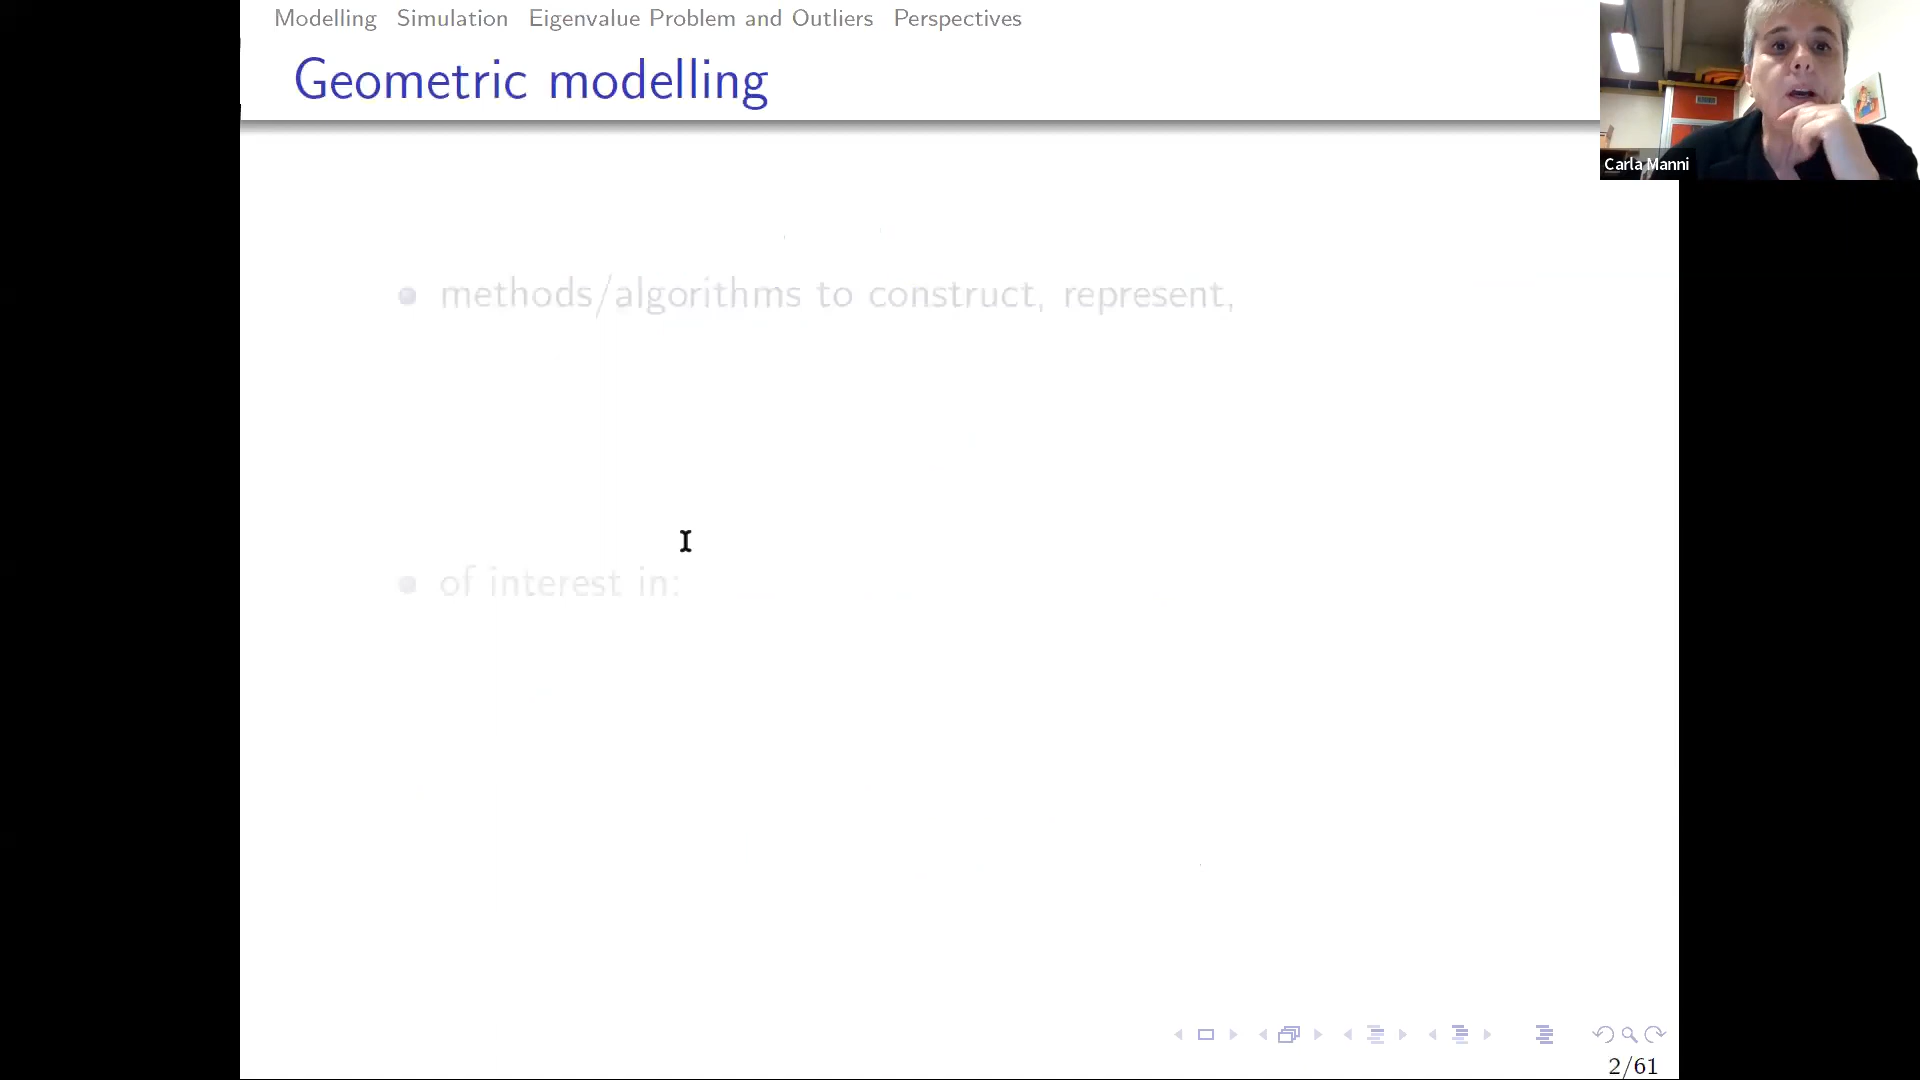 Modelling Simulation Eigenvalue Problem and Outliers Perspectives
Geometric modelling
Carla Manni
methods/algorithms to construct, represent,
of interest in:
2/61